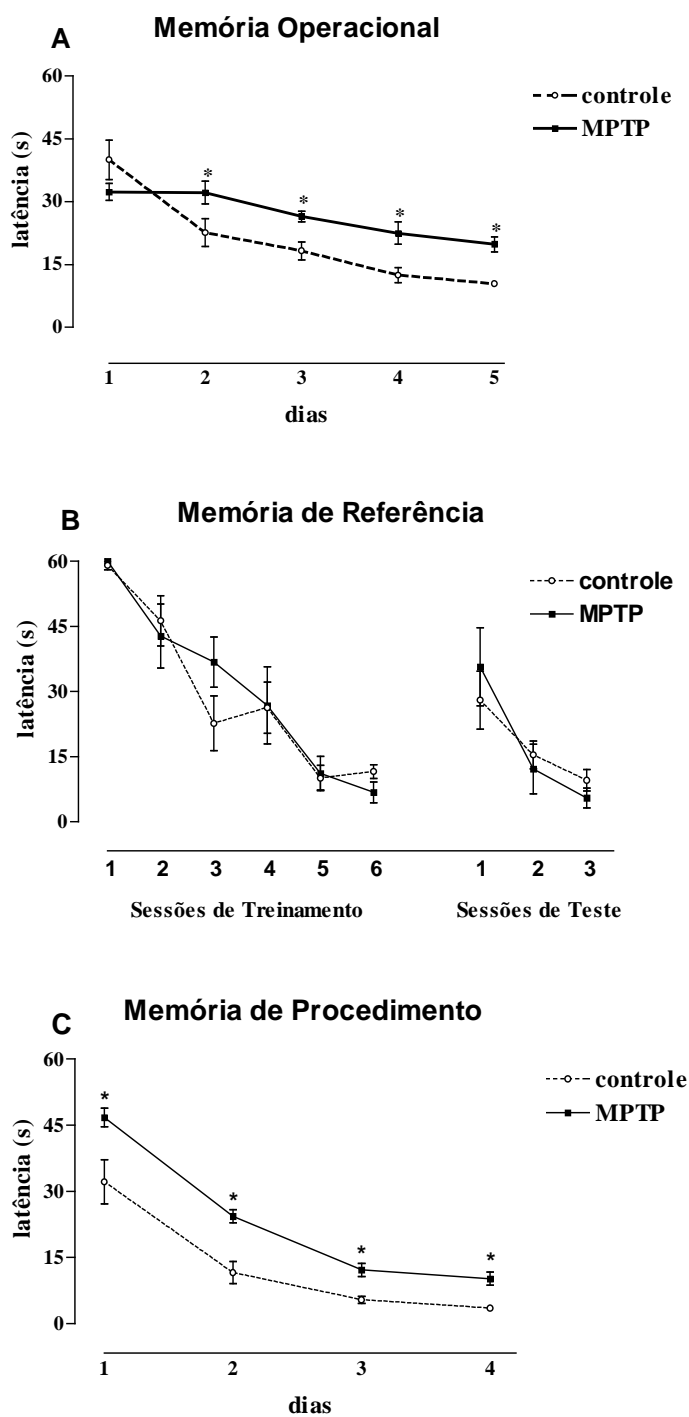 A Memória Operacional
60
45
30
15
0
latência (s)
controle
MPTP
* * * *
1 2 3 4 5
dias
B Memória de Referência
60
45
30
15
0
latência (s)
controle
MPTP
1 2 3 4 5 6 1 2 3
Sessões de Treinamento Sessões de Teste
C Memória de Procedimento
60
45
30
15
0
latência (s)
controle
MPTP
* * * *
1 2 3 4
dias